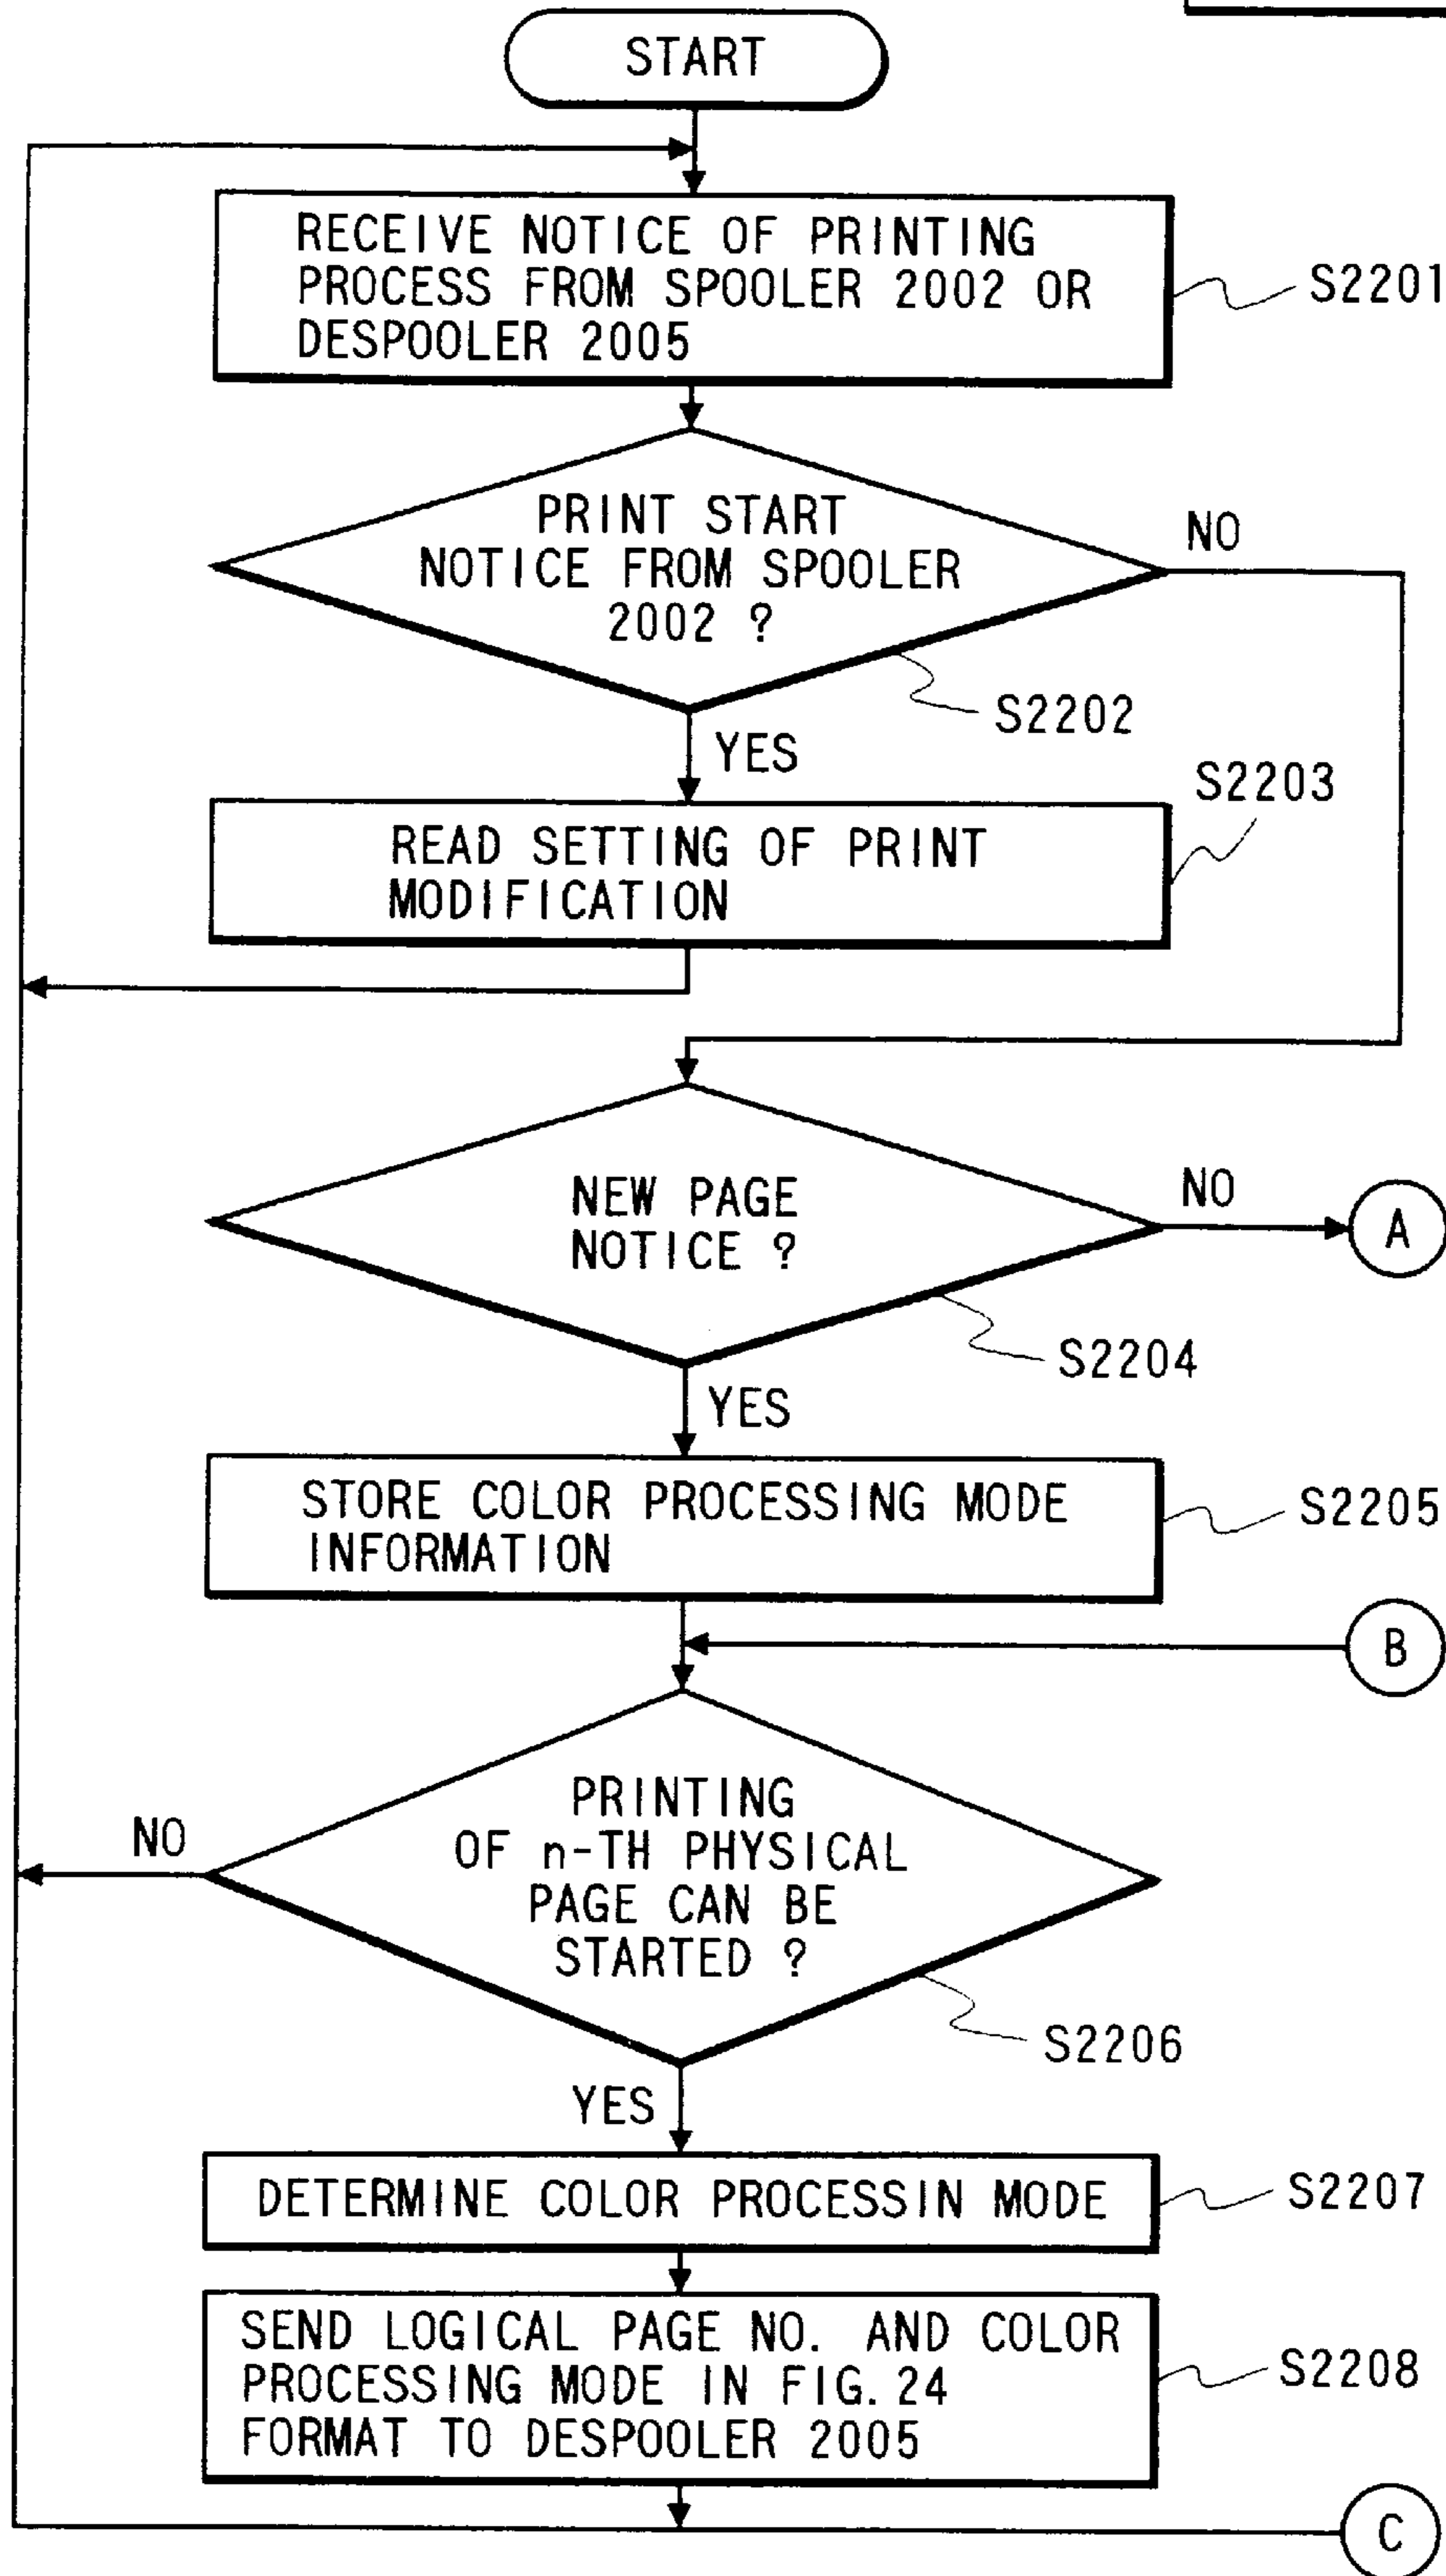 START
RECEIVE NOTICE OF PRINTING
PROCESS FROM SPOOLER 2002 OR
DESPOOLER 2005
S2201
PRINT START
NOTICE FROM SPOOLER
2002 ?
NO
S2202
YES
S2203
READ SETTING OF PRINT
MODIFICATION
NEW PAGE
NOTICE ?
NO
A
S2204
YES
STORE COLOR PROCESSING MODE
INFORMATION
S2205
B
PRINTING
OF n-TH PHYSICAL
PAGE CAN BE
STARTED ?
NO
S2206
YES
DETERMINE COLOR PROCESSIN MODE
S2207
SEND LOGICAL PAGE NO. AND COLOR
PROCESSING MODE IN FIG. 24
FORMAT TO DESPOOLER 2005
S2208
C